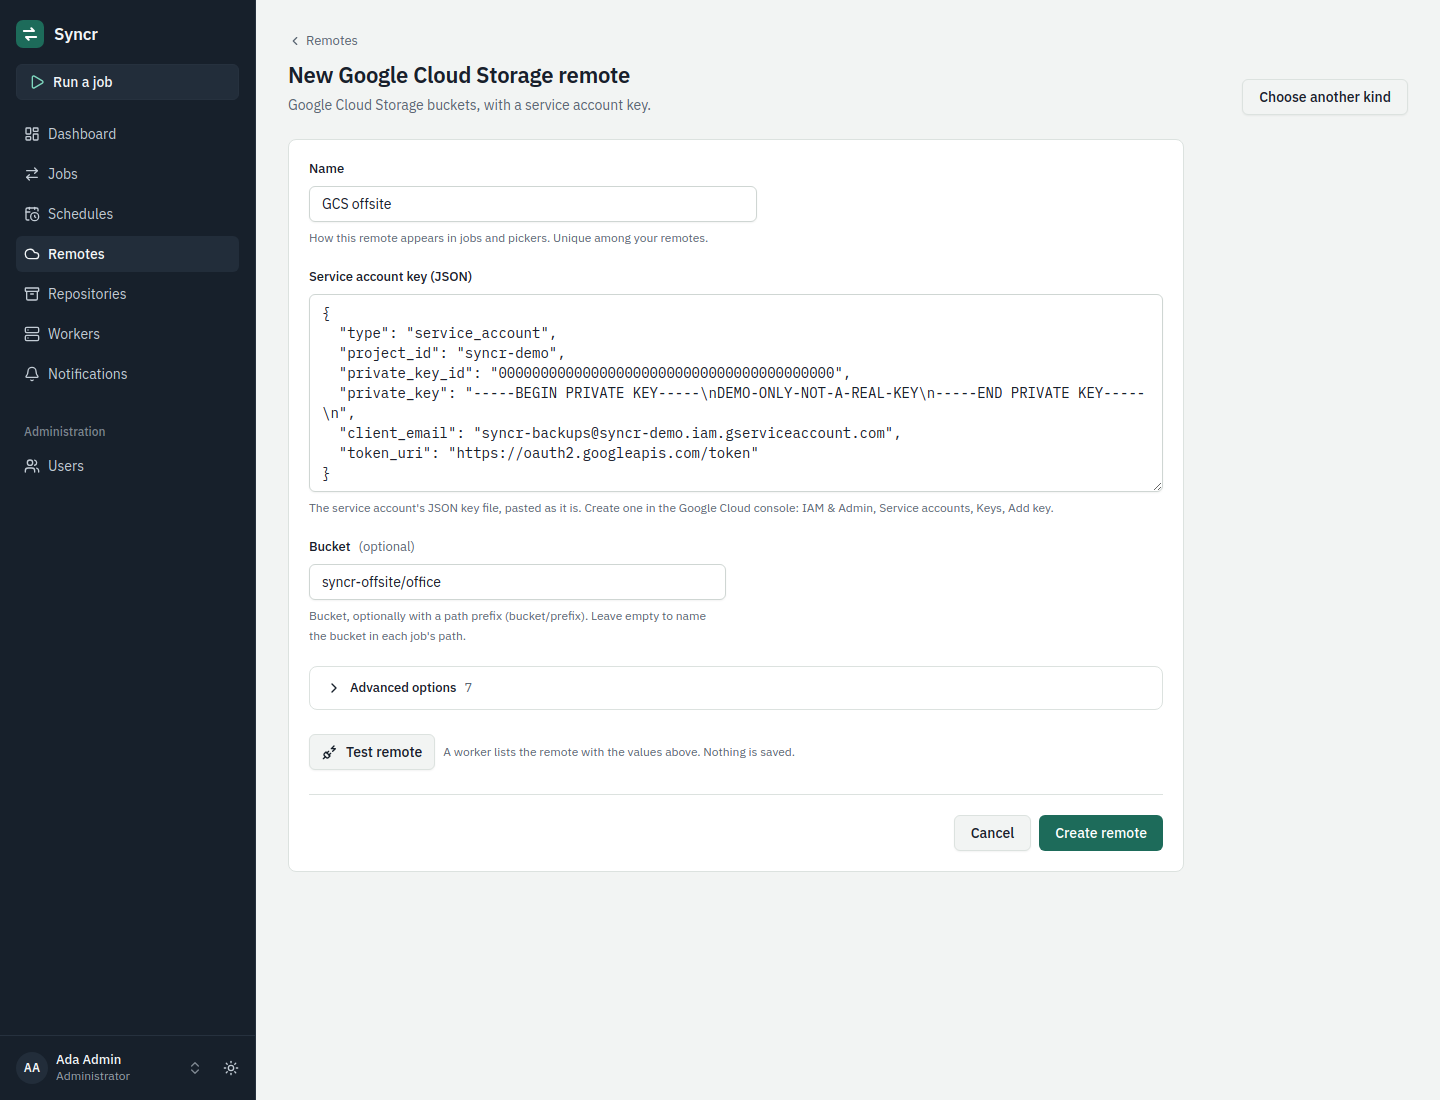 Syncr
Run a job
Dashboard
Jobs
Schedules
Remotes
Repositories
Workers
Notifications
Administration
Users
AA
Ada Admin
Administrator
Remotes
New Google Cloud Storage remote
Google Cloud Storage buckets, with a service account key.
Choose another kind
Name
GCS offsite
How this remote appears in jobs and pickers. Unique among your remotes.
Service account key (JSON)
{
  "type": "service_account",
  "project_id": "syncr-demo",
  "private_key_id": "0000000000000000000000000000000000000000",
  "private_key": "-----BEGIN PRIVATE KEY-----\nDEMO-ONLY-NOT-A-REAL-KEY\n-----END PRIVATE KEY-----
\n",
  "client_email": "syncr-backups@syncr-demo.iam.gserviceaccount.com",
  "token_uri": "https://oauth2.googleapis.com/token"
}
The service account's JSON key file, pasted as it is. Create one in the Google Cloud console: IAM & Admin, Service accounts, Keys, Add key.
Bucket (optional)
syncr-offsite/office
Bucket, optionally with a path prefix (bucket/prefix). Leave empty to name
the bucket in each job's path.
Advanced options 7
Test remote
A worker lists the remote with the values above. Nothing is saved.
Cancel
Create remote